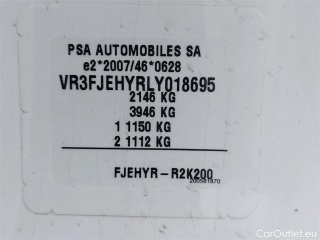 PSA AUTOMOBILES SA
e2*2007/46*0628
VR3FJEHYRLY018695
2146 KG
3946 KG
1 1150 KG
2 1112 KG
FJEHYR-R2K200
200581870
CarOutlet.eu